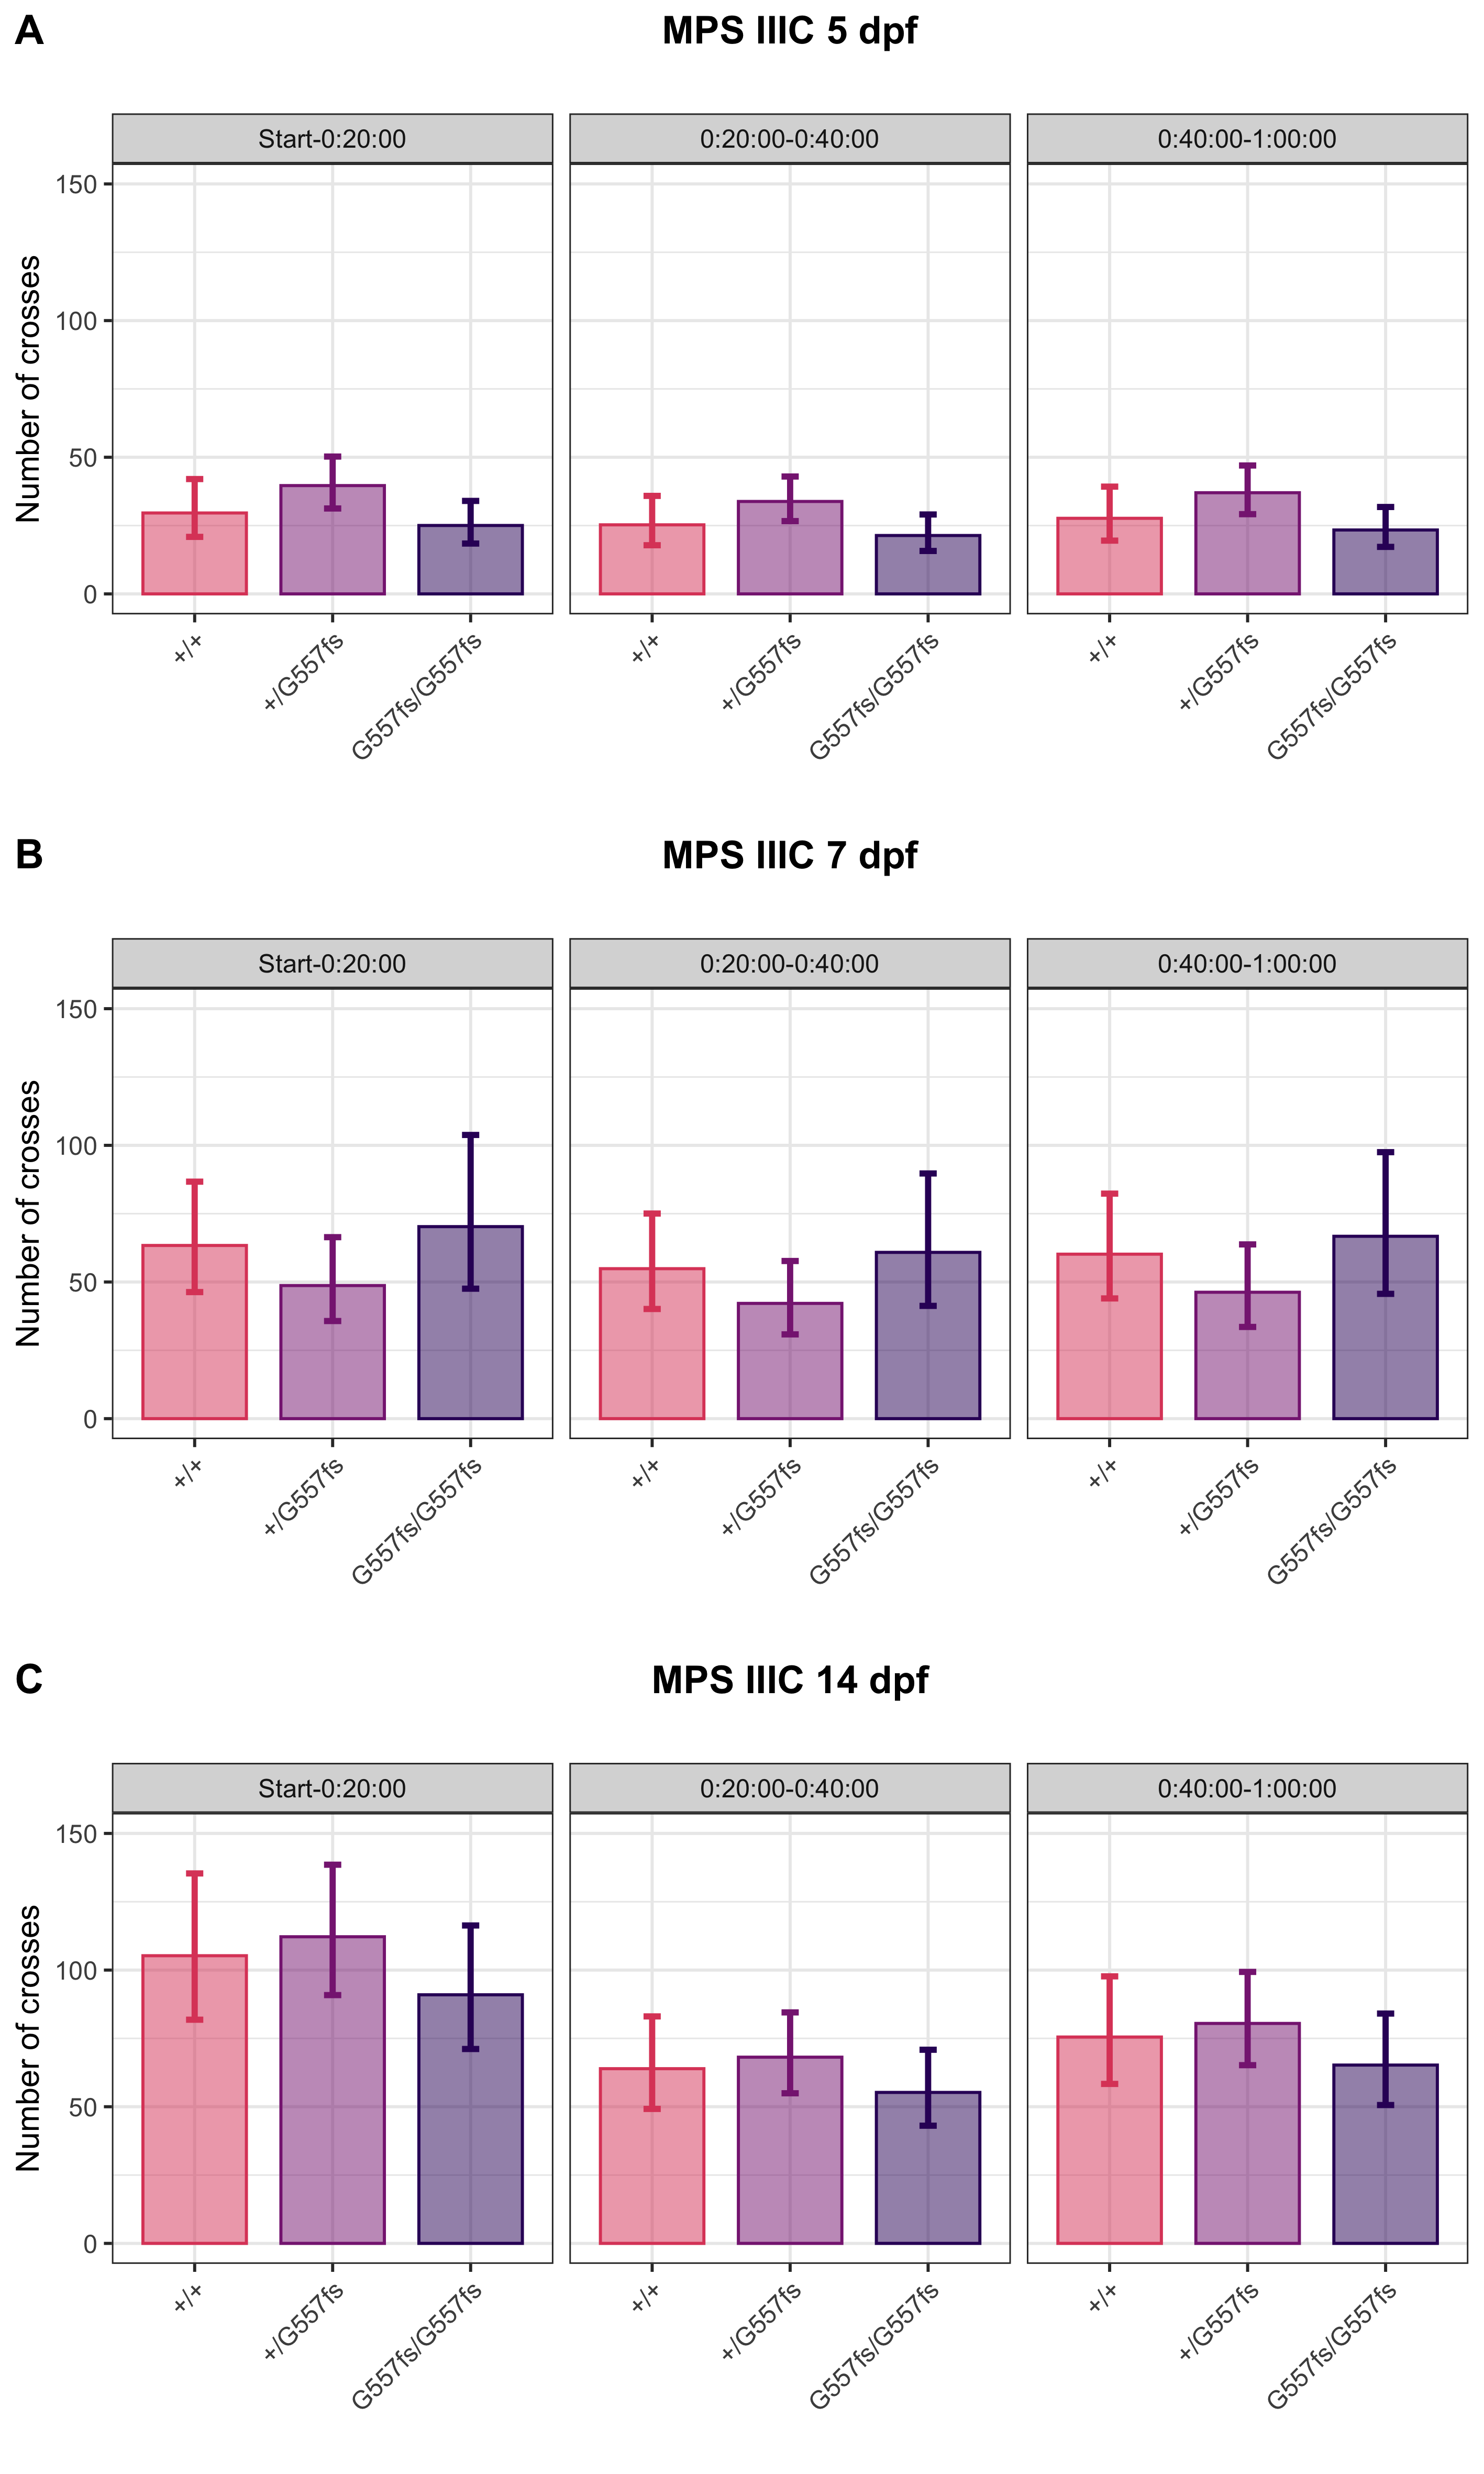 A
MPS IIIC 5 dpf
Start-0:20:00
0:20:00-0:40:00
0:40:00-1:00:00
Number of crosses
150
100
50
0
+/+
+/G557fs
G557fs/G557fs
+/+
+/G557fs
G557fs/G557fs
+/+
+/G557fs
G557fs/G557fs
B
MPS IIIC 7 dpf
Start-0:20:00
0:20:00-0:40:00
0:40:00-1:00:00
Number of crosses
150
100
50
0
+/+
+/G557fs
G557fs/G557fs
+/+
+/G557fs
G557fs/G557fs
+/+
+/G557fs
G557fs/G557fs
C
MPS IIIC 14 dpf
Start-0:20:00
0:20:00-0:40:00
0:40:00-1:00:00
Number of crosses
150
100
50
0
+/+
+/G557fs
G557fs/G557fs
+/+
+/G557fs
G557fs/G557fs
+/+
+/G557fs
G557fs/G557fs